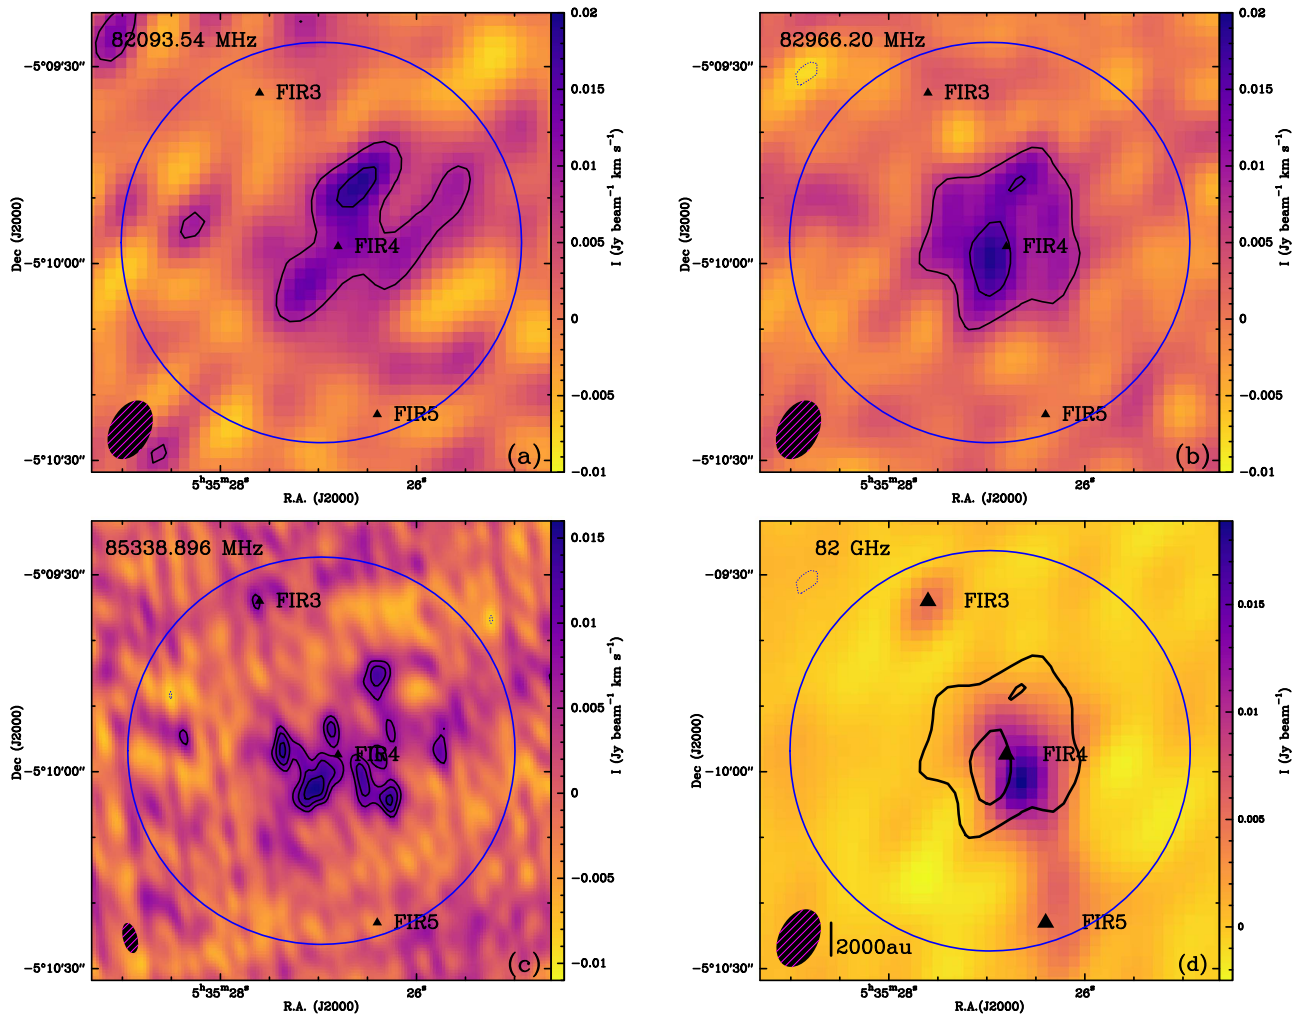 82093.54 MHz
FIR3
FIR4
FIR5
(a)
−5°09′30″
−5°10′00″
−5°10′30″
Dec (J2000)
5ʰ35ᵐ28ˢ
26ˢ
R.A. (J2000)
0.02
0.015
0.010
0.005
0
−0.005
−0.01
I (Jy beam⁻¹ km s⁻¹)
82966.20 MHz
FIR3
FIR4
FIR5
(b)
−5°09′30″
−5°10′00″
−5°10′30″
Dec (J2000)
5ʰ35ᵐ28ˢ
26ˢ
R.A. (J2000)
0.02
0.015
0.010
0.005
0
−0.005
−0.01
I (Jy beam⁻¹ km s⁻¹)
85338.896 MHz
FIR3
FIR4
FIR5
(c)
−5°09′30″
−5°10′00″
−5°10′30″
Dec (J2000)
5ʰ35ᵐ28ˢ
26ˢ
R.A. (J2000)
0.015
0.010
0.005
0
−0.005
−0.01
I (Jy beam⁻¹ km s⁻¹)
82 GHz
FIR3
FIR4
FIR5
2000au
(d)
−09′30″
−10′00″
−5°10′30″
Dec (J2000)
5ʰ35ᵐ28ˢ
26ˢ
R.A.(J2000)
0.015
0.01
0.005
0
I (Jy beam⁻¹)